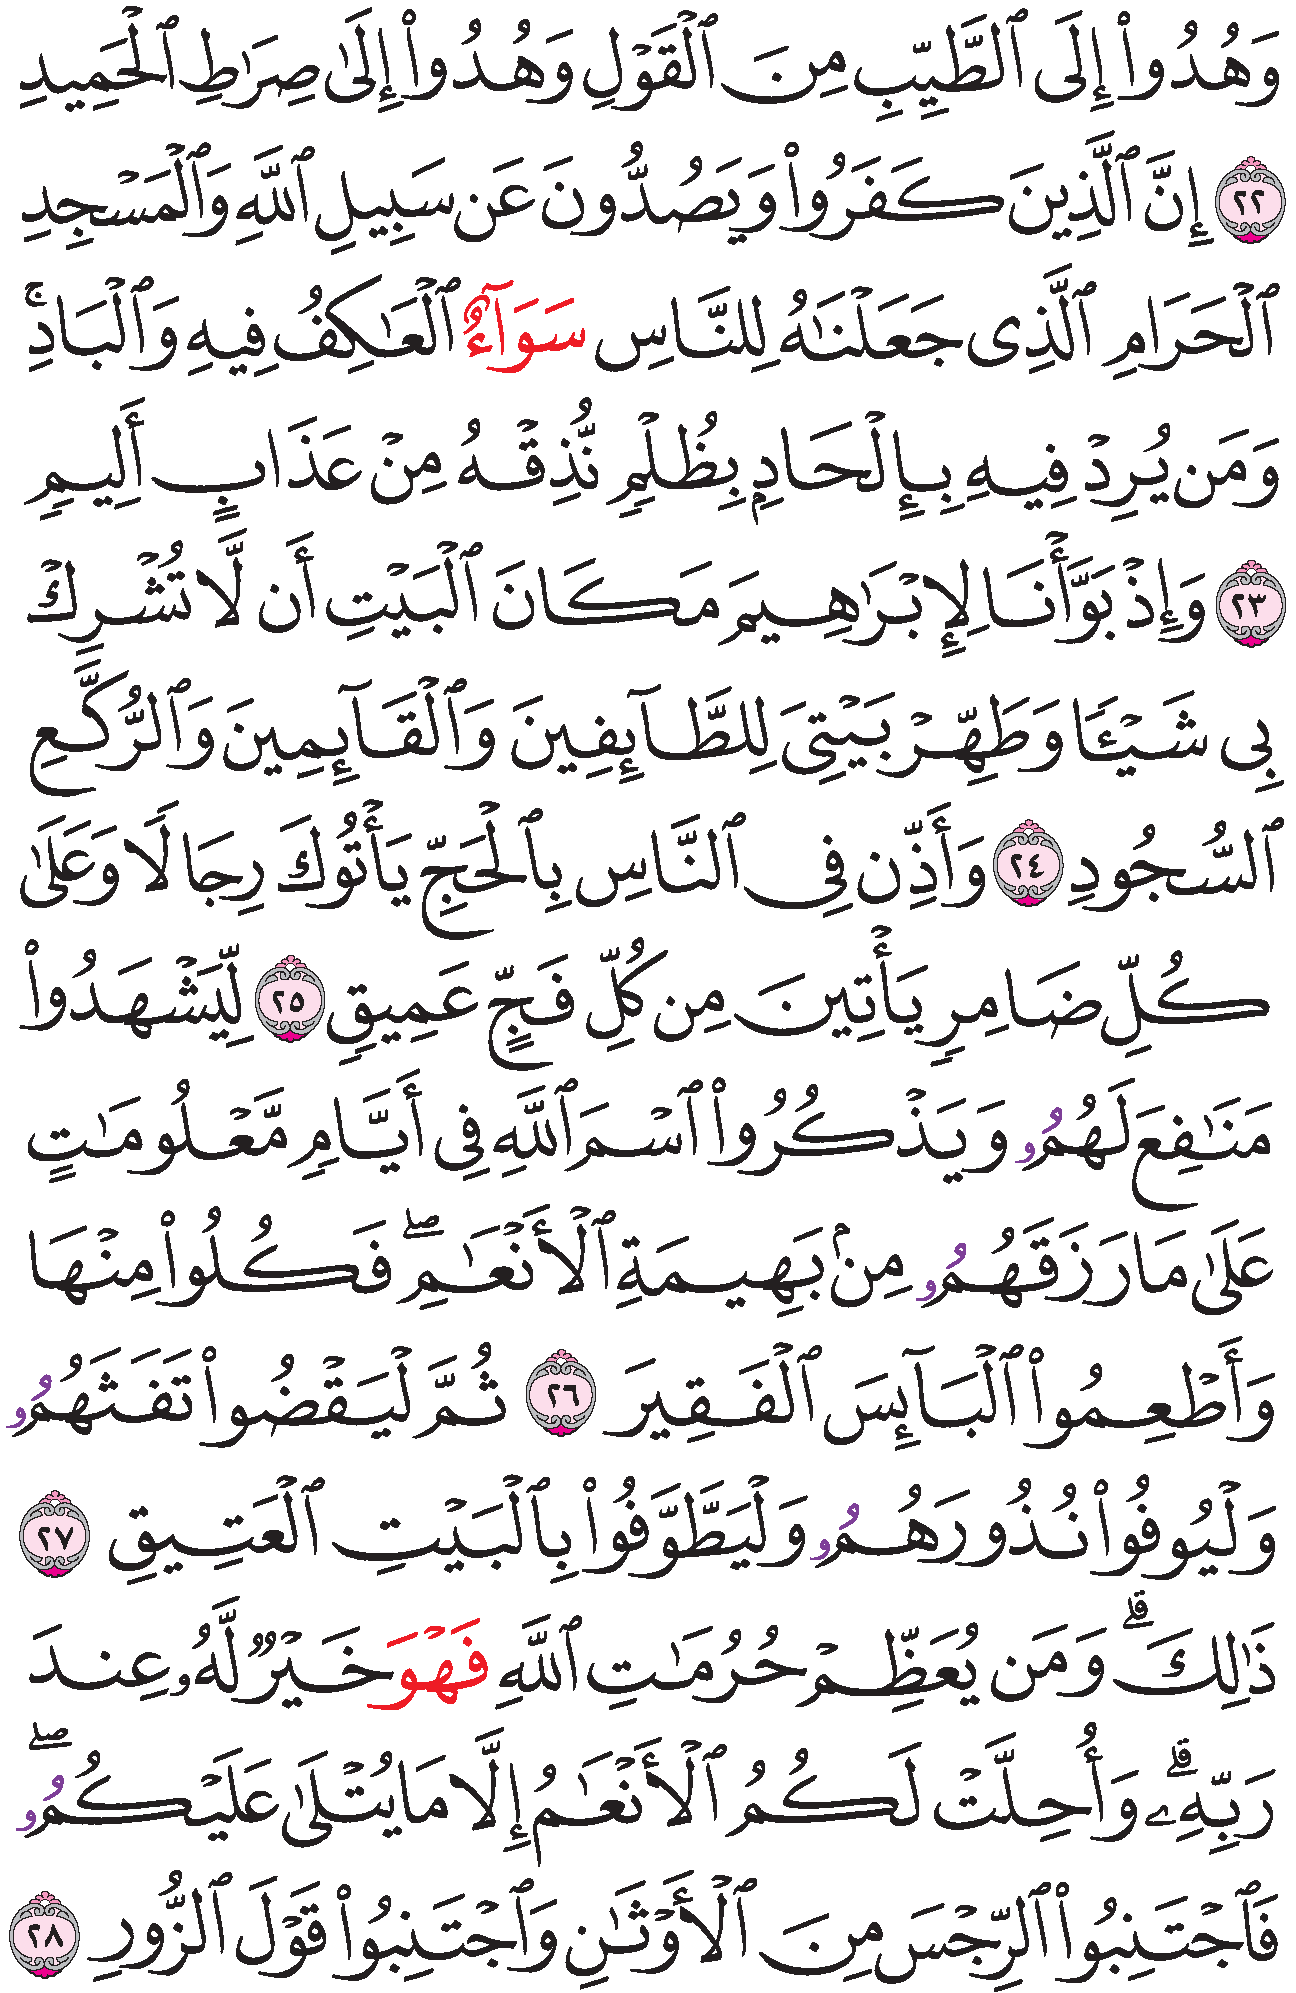 وَهُدُوٓا۟ إِلَى ٱلطَّيِّبِ مِنَ ٱلْقَوْلِ وَهُدُوٓا۟ إِلَىٰ صِرَٰطِ ٱلْحَمِيدِ
٢٢ إِنَّ ٱلَّذِينَ كَفَرُوا۟ وَيَصُدُّونَ عَن سَبِيلِ ٱللَّهِ وَٱلْمَسْجِدِ
ٱلْحَرَامِ ٱلَّذِى جَعَلْنَٰهُ لِلنَّاسِ سَوَآءٌ ٱلْعَٰكِفُ فِيهِ وَٱلْبَادِۚ
وَمَن يُرِدْ فِيهِ بِإِلْحَادٍۭ بِظُلْمٍ نُّذِقْهُ مِنْ عَذَابٍ أَلِيمٍ
٢٣ وَإِذْ بَوَّأْنَا لِإِبْرَٰهِيمَ مَكَانَ ٱلْبَيْتِ أَن لَّا تُشْرِكْ
بِى شَيْـًٔا وَطَهِّرْ بَيْتِىَ لِلطَّآئِفِينَ وَٱلْقَآئِمِينَ وَٱلرُّكَّعِ
ٱلسُّجُودِ ٢٤ وَأَذِّن فِى ٱلنَّاسِ بِٱلْحَجِّ يَأْتُوكَ رِجَالًا وَعَلَىٰ
كُلِّ ضَامِرٍ يَأْتِينَ مِن كُلِّ فَجٍّ عَمِيقٍ ٢٥ لِّيَشْهَدُوا۟
مَنَٰفِعَ لَهُمُۥ وَيَذْكُرُوا۟ ٱسْمَ ٱللَّهِ فِىٓ أَيَّامٍ مَّعْلُومَٰتٍ
عَلَىٰ مَا رَزَقَهُمُۥ مِنۢ بَهِيمَةِ ٱلْأَنْعَٰمِۖ فَكُلُوا۟ مِنْهَا
وَأَطْعِمُوا۟ ٱلْبَآئِسَ ٱلْفَقِيرَ ٢٦ ثُمَّ لْيَقْضُوا۟ تَفَثَهُمُۥ
وَلْيُوفُوا۟ نُذُورَهُمُۥ وَلْيَطَّوَّفُوا۟ بِٱلْبَيْتِ ٱلْعَتِيقِ ٢٧
ذَٰلِكَۗ وَمَن يُعَظِّمْ حُرُمَٰتِ ٱللَّهِ فَهْوَ خَيْرٌ لَّهُۥ عِندَ
رَبِّهِۦۗ وَأُحِلَّتْ لَكُمُ ٱلْأَنْعَٰمُ إِلَّا مَا يُتْلَىٰ عَلَيْكُمُۥۖ
فَٱجْتَنِبُوا۟ ٱلرِّجْسَ مِنَ ٱلْأَوْثَٰنِ وَٱجْتَنِبُوا۟ قَوْلَ ٱلزُّورِ ٢٨